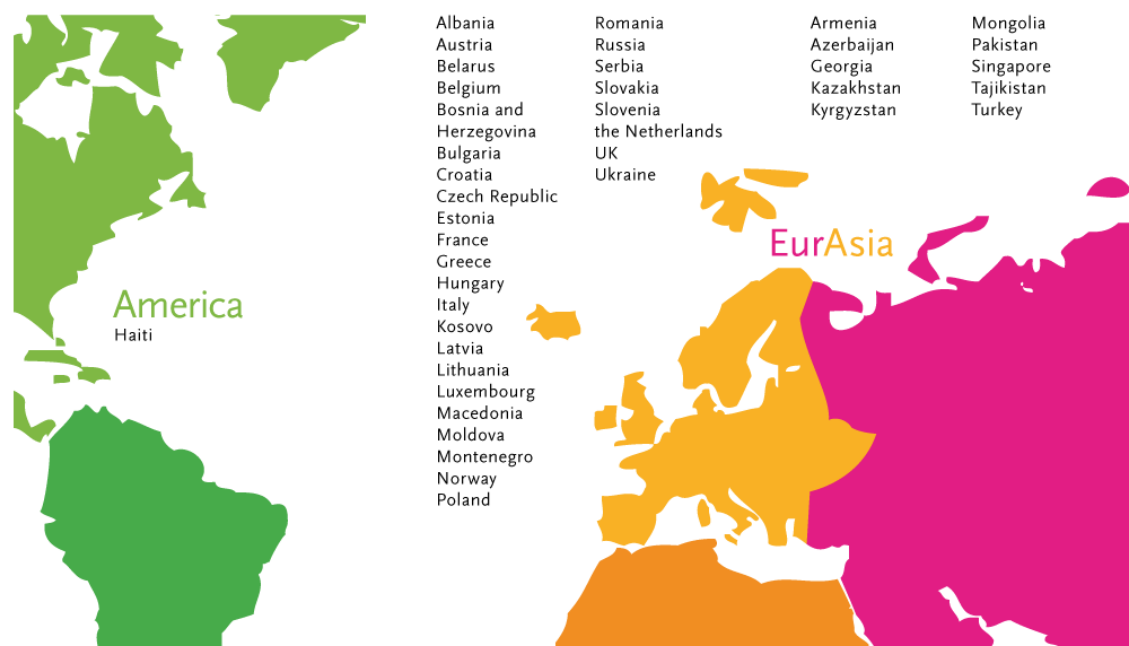 Albania
Austria
Belarus
Belgium
Bosnia and
Herzegovina
Bulgaria
Croatia
Czech Republic
Estonia
France
Greece
Hungary
Italy
Kosovo
Latvia
Lithuania
Luxembourg
Macedonia
Moldova
Montenegro
Norway
Poland
Romania
Russia
Serbia
Slovakia
Slovenia
the Netherlands
UK
Ukraine
Armenia
Azerbaijan
Georgia
Kazakhstan
Kyrgyzstan
Mongolia
Pakistan
Singapore
Tajikistan
Turkey
EurAsia
America
Haiti